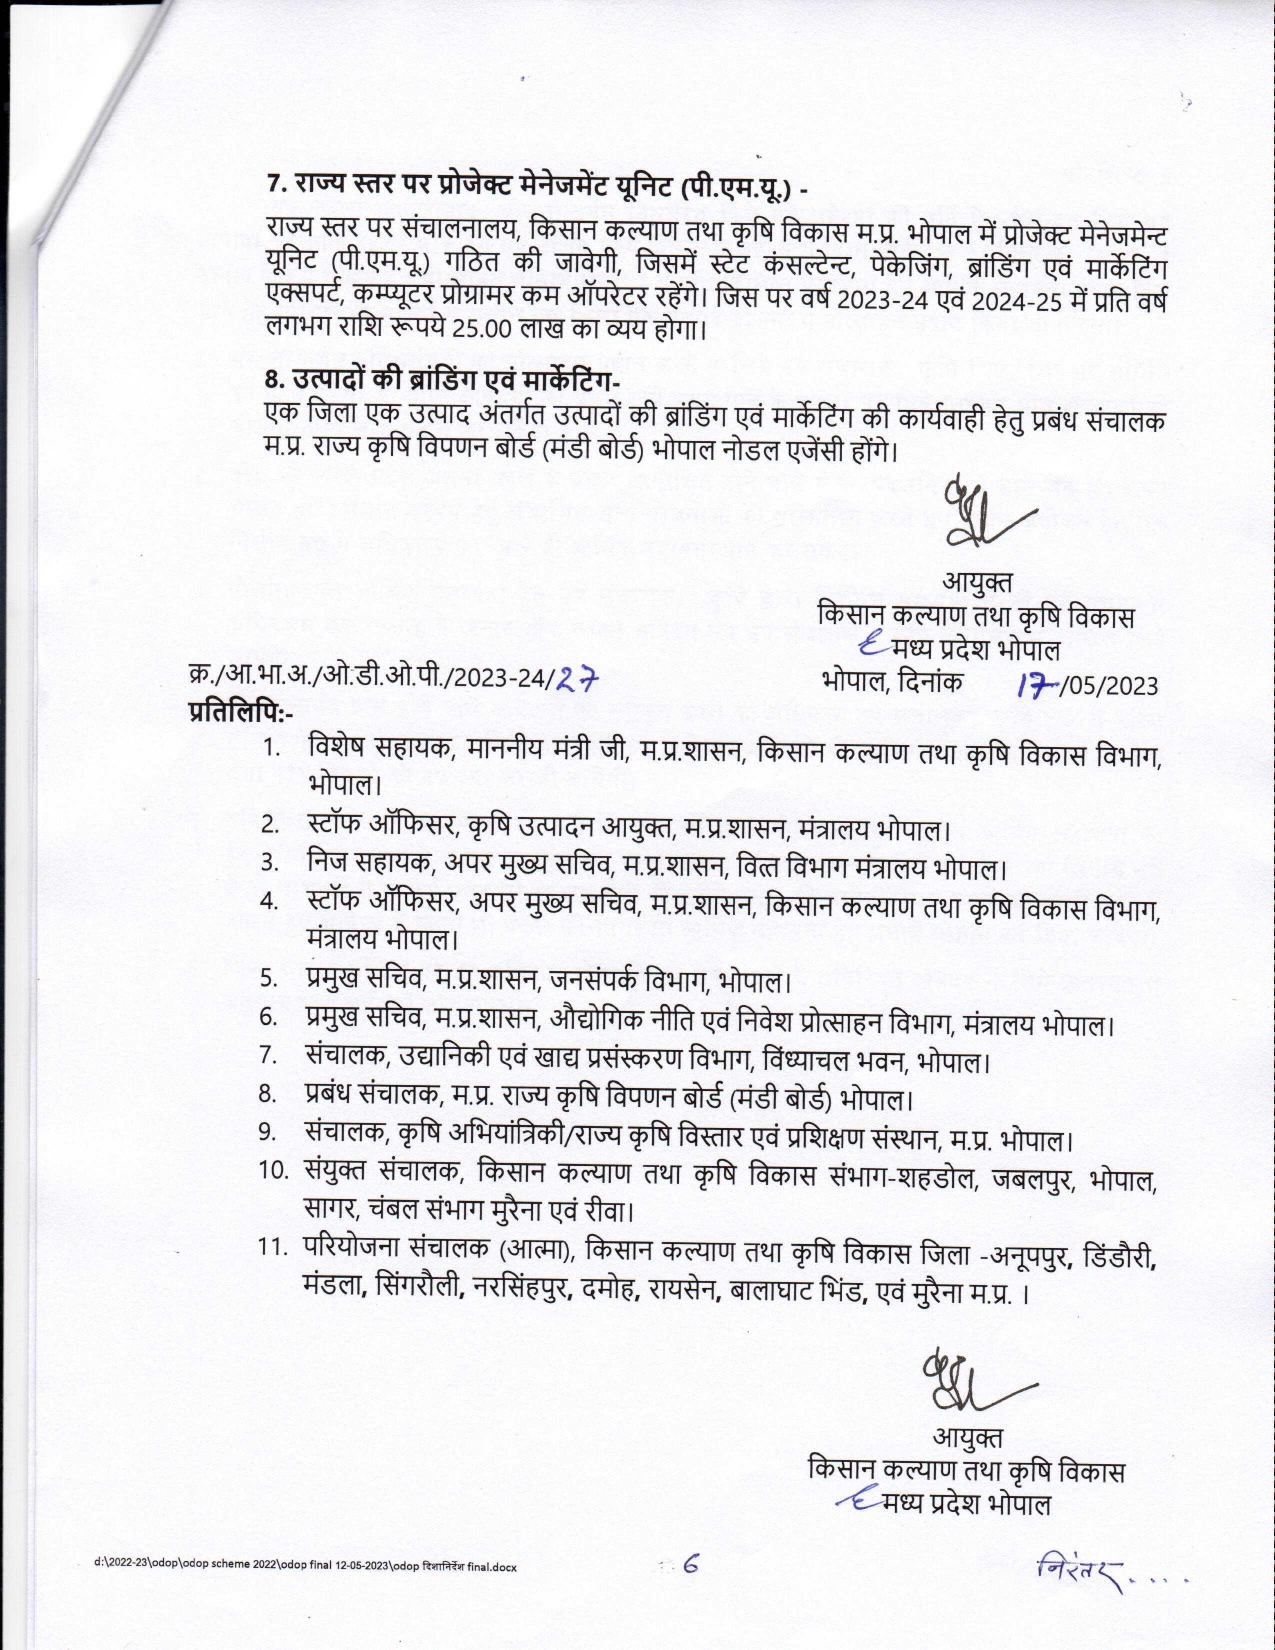 7. राज्य स्तर पर प्रोजेक्ट मेनेजमेंट यूनिट (पी.एम.यू.) -
राज्य स्तर पर संचालनालय, किसान कल्याण तथा कृषि विकास म.प्र. भोपाल में प्रोजेक्ट मेनेजमेन्ट
यूनिट (पी.एम.यू.) गठित की जावेगी, जिसमें स्टेट कंसल्टेन्ट, पेकेजिंग, ब्रांडिंग एवं मार्केटिंग
एक्सपर्ट, कम्प्यूटर प्रोग्रामर कम ऑपरेटर रहेंगे। जिस पर वर्ष 2023-24 एवं 2024-25 में प्रति वर्ष
लगभग राशि रूपये 25.00 लाख का व्यय होगा।
8. उत्पादों की ब्रांडिंग एवं मार्केटिंग-
एक जिला एक उत्पाद अंतर्गत उत्पादों की ब्रांडिंग एवं मार्केटिंग की कार्यवाही हेतु प्रबंध संचालक
म.प्र. राज्य कृषि विपणन बोर्ड (मंडी बोर्ड) भोपाल नोडल एजेंसी होंगे।
आयुक्त
किसान कल्याण तथा कृषि विकास
मध्य प्रदेश भोपाल
क्र./आ.भा.अ./ओ.डी.ओ.पी./2023-24/27 भोपाल, दिनांक 17/05/2023
प्रतिलिपि:-
1. विशेष सहायक, माननीय मंत्री जी, म.प्र.शासन, किसान कल्याण तथा कृषि विकास विभाग,
भोपाल।
2. स्टॉफ ऑफिसर, कृषि उत्पादन आयुक्त, म.प्र.शासन, मंत्रालय भोपाल।
3. निज सहायक, अपर मुख्य सचिव, म.प्र.शासन, वित्त विभाग मंत्रालय भोपाल।
4. स्टॉफ ऑफिसर, अपर मुख्य सचिव, म.प्र.शासन, किसान कल्याण तथा कृषि विकास विभाग,
मंत्रालय भोपाल।
5. प्रमुख सचिव, म.प्र.शासन, जनसंपर्क विभाग, भोपाल।
6. प्रमुख सचिव, म.प्र.शासन, औद्योगिक नीति एवं निवेश प्रोत्साहन विभाग, मंत्रालय भोपाल।
7. संचालक, उद्यानिकी एवं खाद्य प्रसंस्करण विभाग, विंध्याचल भवन, भोपाल।
8. प्रबंध संचालक, म.प्र. राज्य कृषि विपणन बोर्ड (मंडी बोर्ड) भोपाल।
9. संचालक, कृषि अभियांत्रिकी/राज्य कृषि विस्तार एवं प्रशिक्षण संस्थान, म.प्र. भोपाल।
10. संयुक्त संचालक, किसान कल्याण तथा कृषि विकास संभाग-शहडोल, जबलपुर, भोपाल,
सागर, चंबल संभाग मुरैना एवं रीवा।
11. परियोजना संचालक (आत्मा), किसान कल्याण तथा कृषि विकास जिला -अनूपपुर, डिंडौरी,
मंडला, सिंगरौली, नरसिंहपुर, दमोह, रायसेन, बालाघाट भिंड, एवं मुरैना म.प्र. ।
आयुक्त
किसान कल्याण तथा कृषि विकास
मध्य प्रदेश भोपाल
d:\2022-23\odop\odop scheme 2022\odop final 12-05-2023\odop दिशानिर्देश final.docx 6 निरंतर....